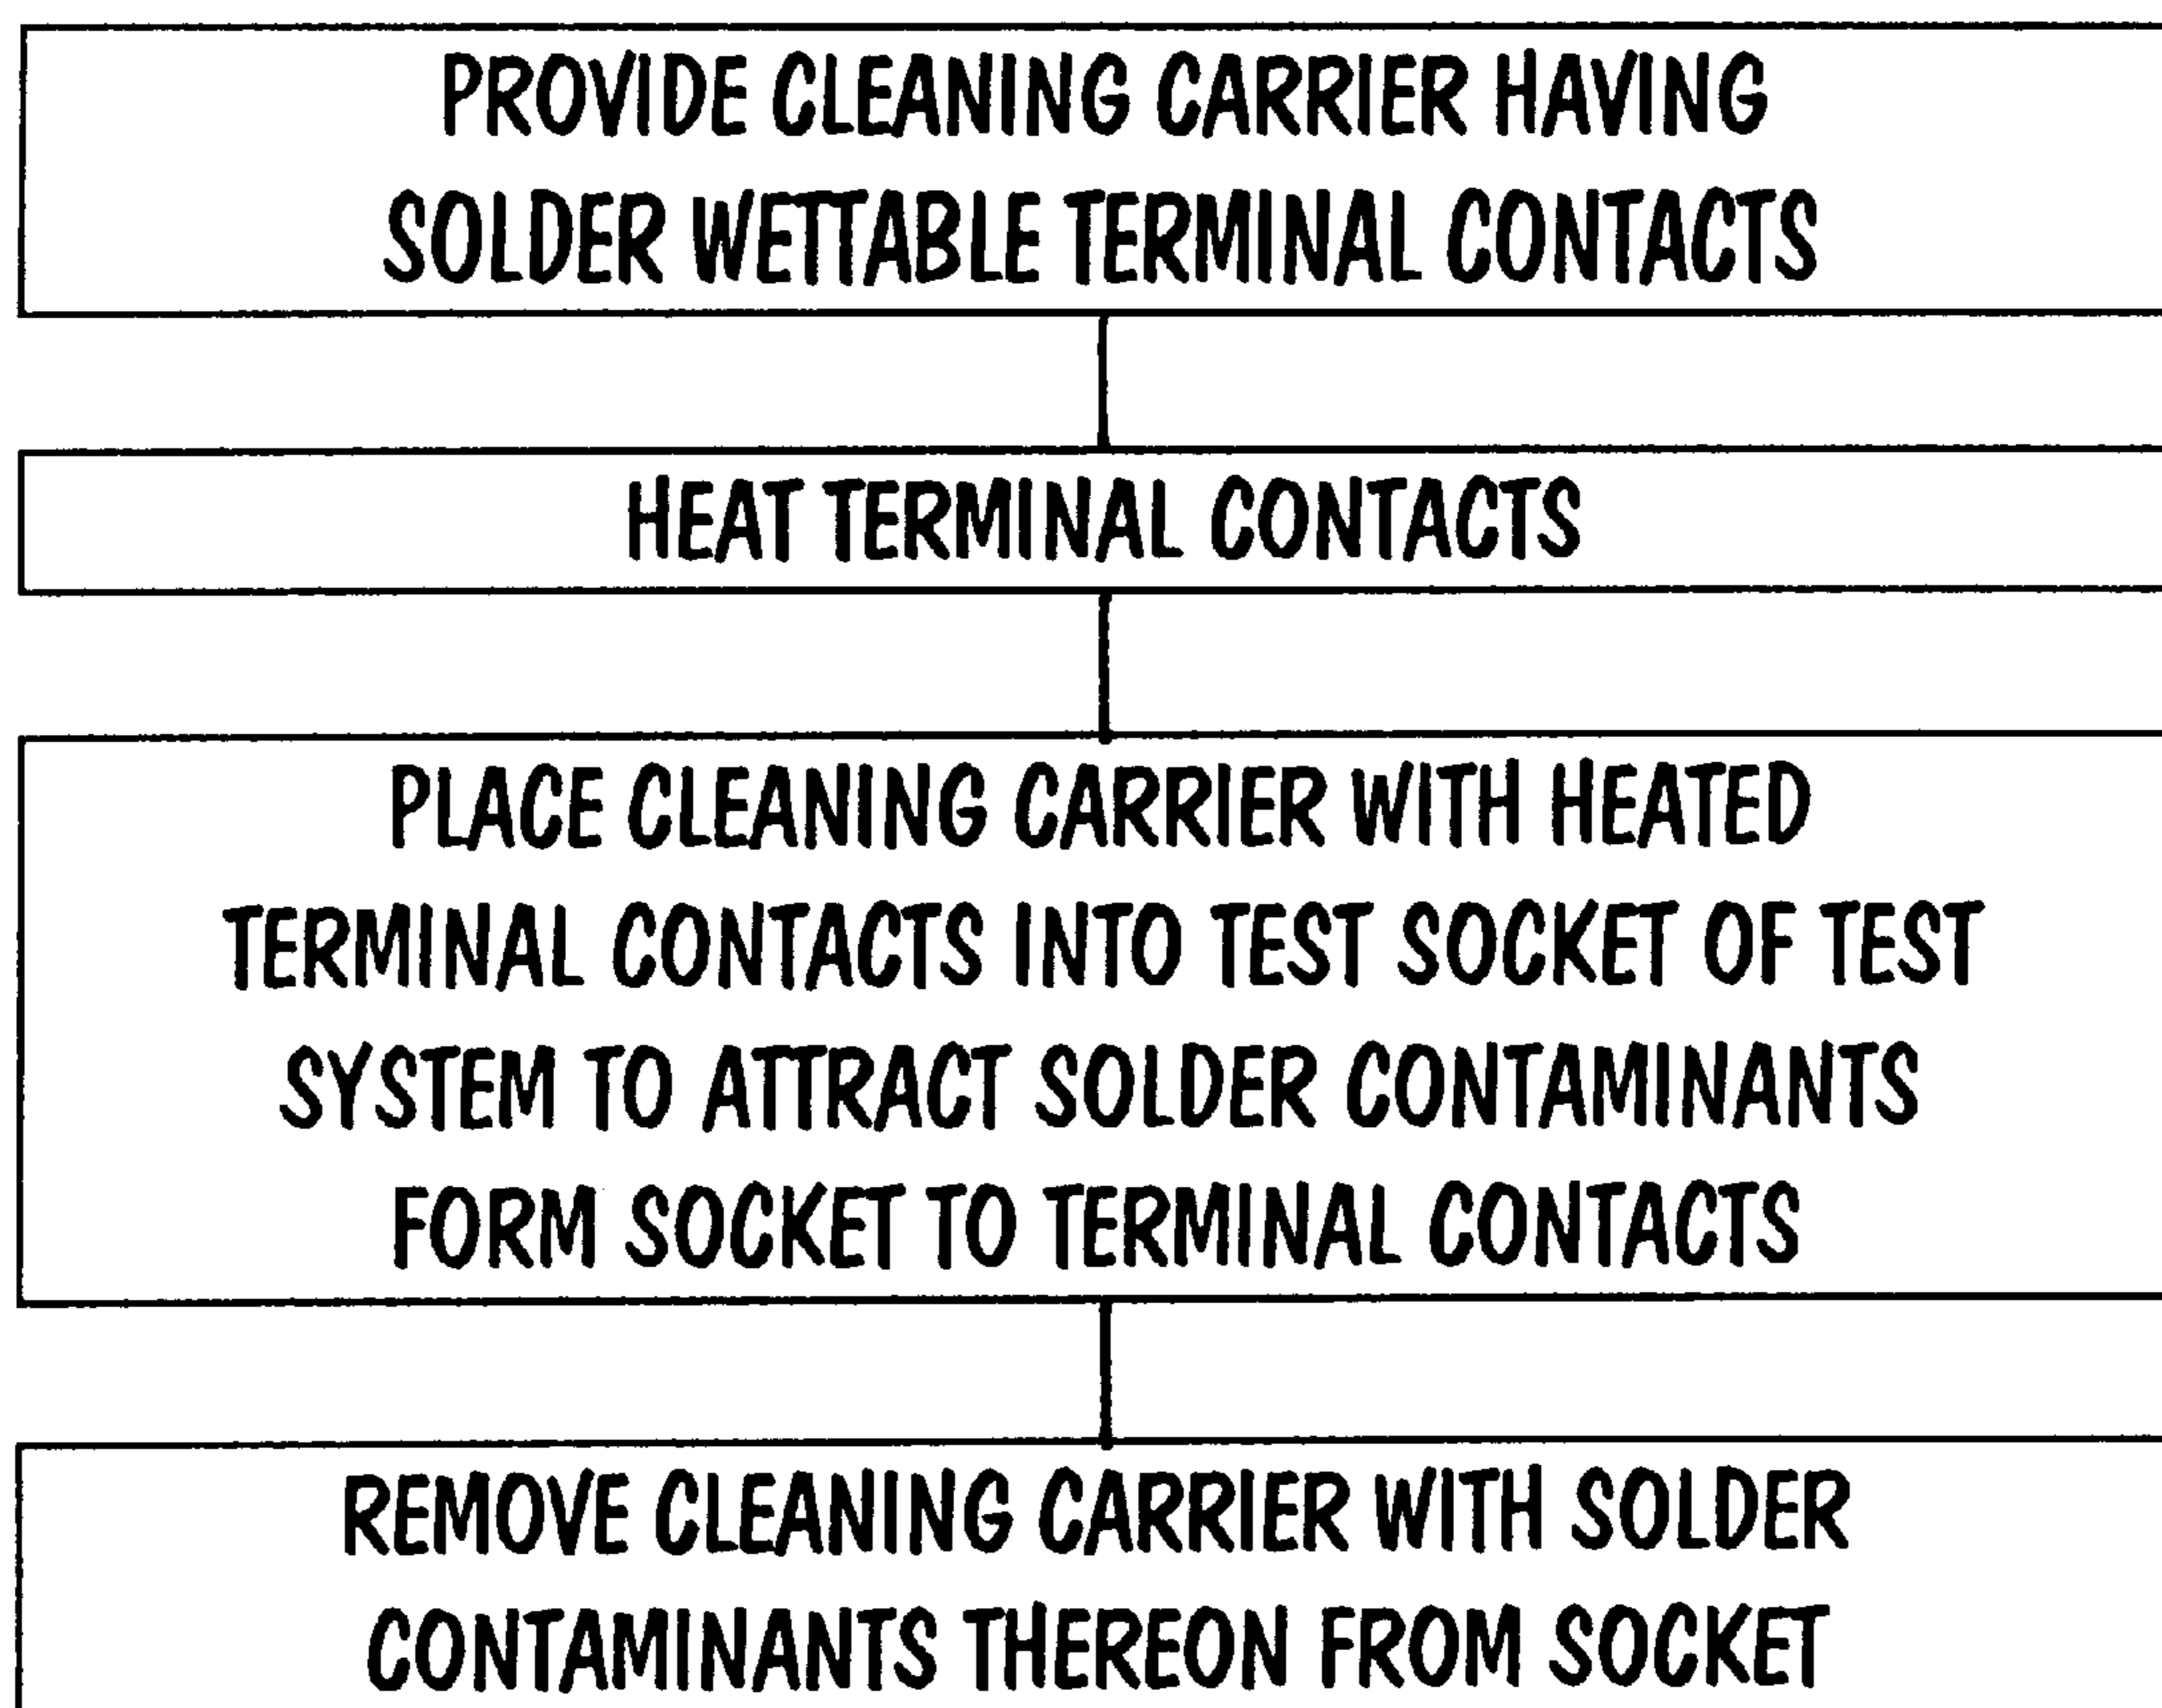 PROVIDE CLEANING CARRIER HAVING
SOLDER WETTABLE TERMINAL CONTACTS
HEAT TERMINAL CONTACTS
PLACE CLEANING CARRIER WITH HEATED
TERMINAL CONTACTS INTO TEST SOCKET OF TEST
SYSTEM TO ATTRACT SOLDER CONTAMINANTS
FORM SOCKET TO TERMINAL CONTACTS
REMOVE CLEANING CARRIER WITH SOLDER
CONTAMINANTS THEREON FROM SOCKET